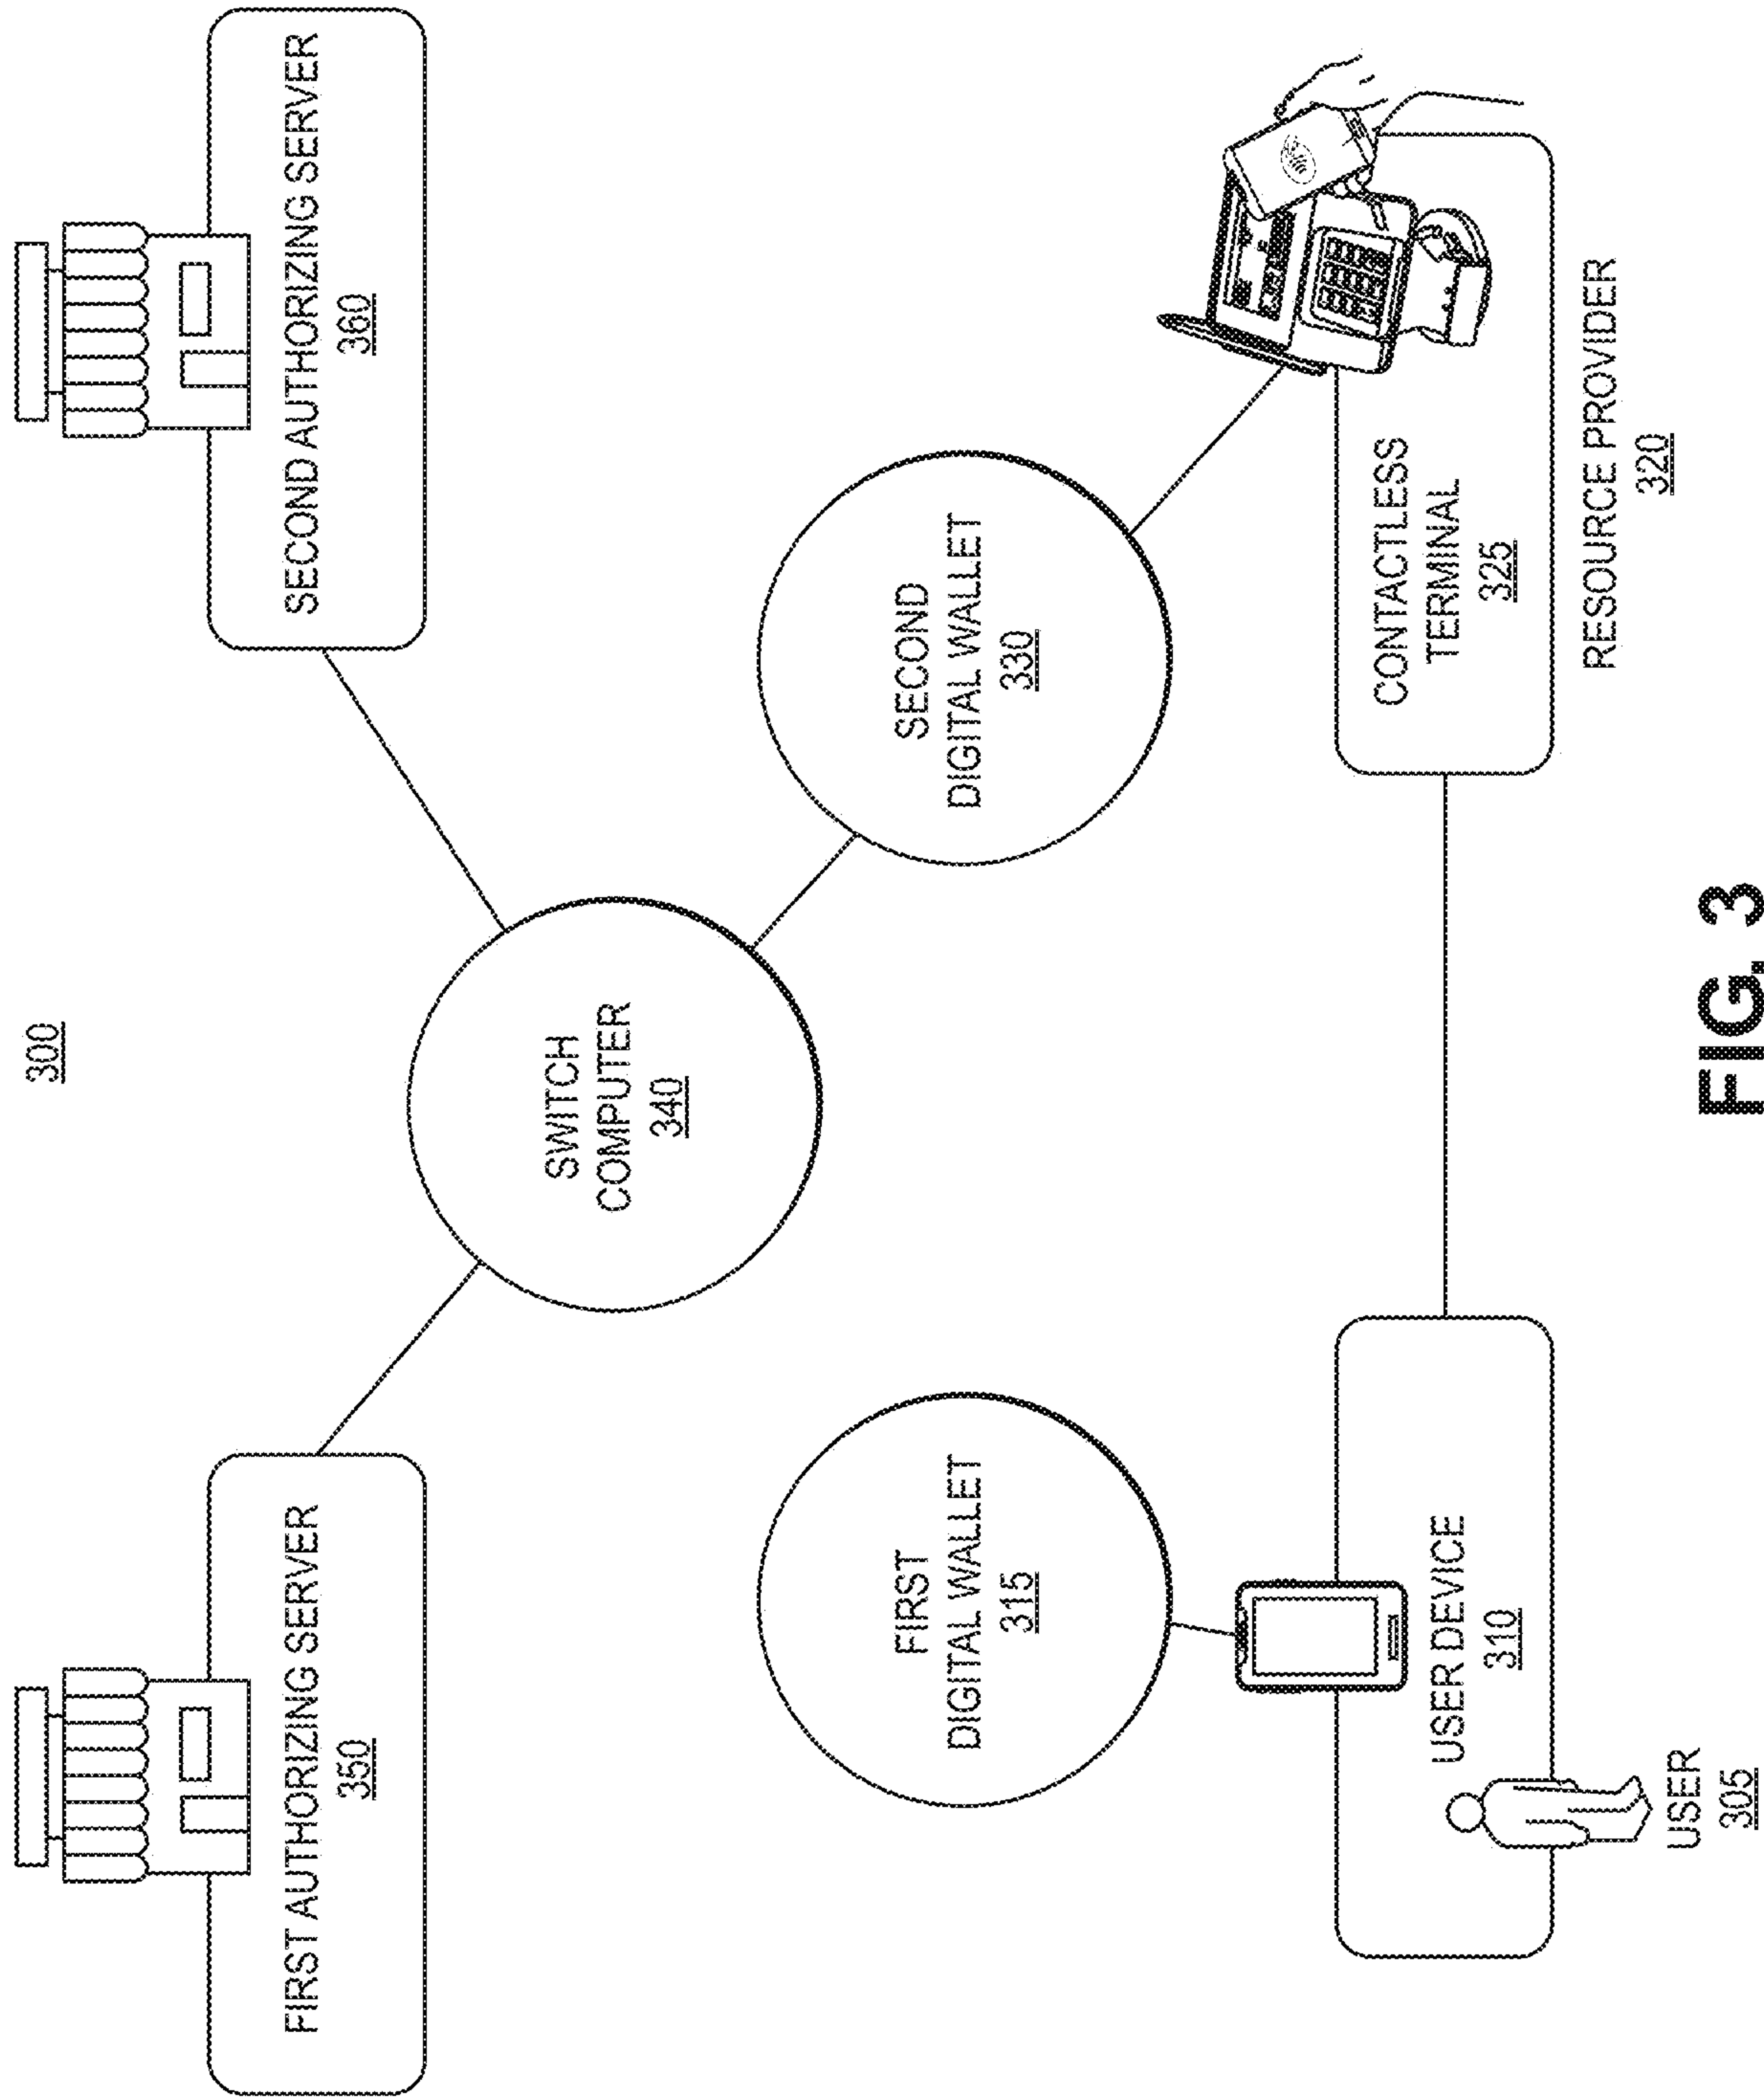 300
FIRST AUTHORIZING SERVER
350
SECOND AUTHORIZING SERVER
360
SWITCH
COMPUTER
340
FIRST
DIGITAL WALLET
315
SECOND
DIGITAL WALLET
330
USER DEVICE
310
CONTACTLESS
TERMINAL
325
USER
305
RESOURCE PROVIDER
320
FIG. 3